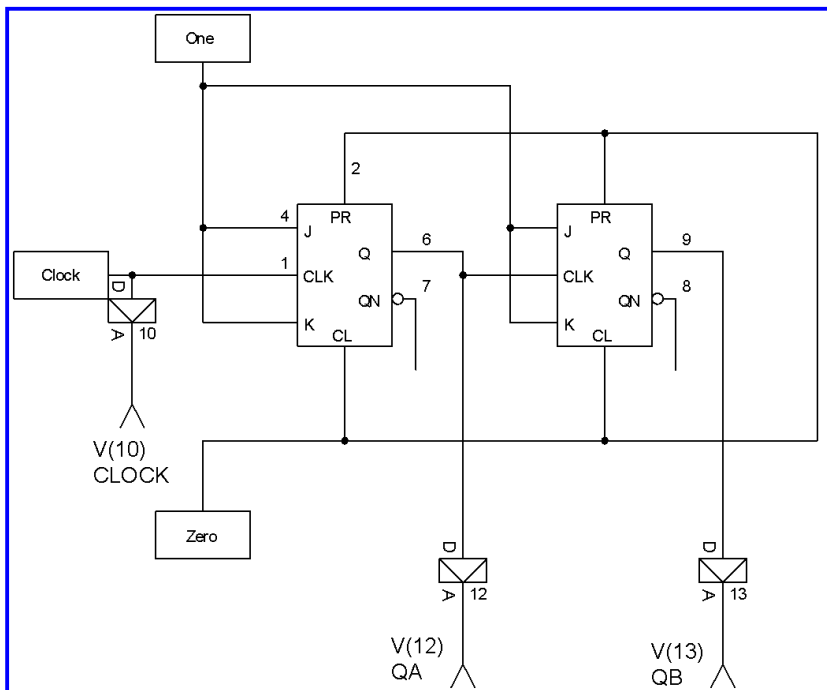 One
2
4
PR
PR
J
6
J
9
Q
Q
1
Clock
CLK
7
CLK
8
D
QN
QN
A
10
K
K
CL
CL
V(10)
CLOCK
Zero
D
D
A
12
A
13
V(12)
QA
V(13)
QB